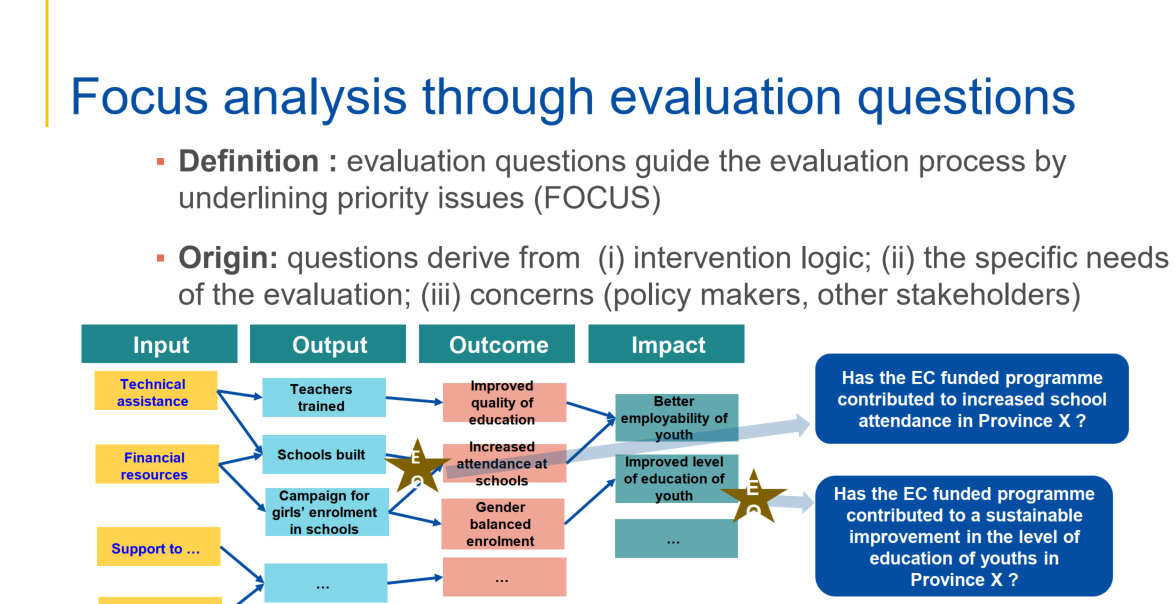 Focus analysis through evaluation questions
▪ Definition : evaluation questions guide the evaluation process by
underlining priority issues (FOCUS)
▪ Origin: questions derive from (i) intervention logic; (ii) the specific needs
of the evaluation; (iii) concerns (policy makers, other stakeholders)
Input
Output
Outcome
Impact
Technical
assistance
Financial
resources
Support to ...
Teachers
trained
Schools built
Campaign for
girls' enrolment
in schools
...
Improved
quality of
education
Increased
attendance at
schools
Gender
balanced
enrolment
...
Better
employability of
youth
Improved level
of education of
youth
...
E
Q
E
Q
Has the EC funded programme
contributed to increased school
attendance in Province X ?
Has the EC funded programme
contributed to a sustainable
improvement in the level of
education of youths in
Province X ?